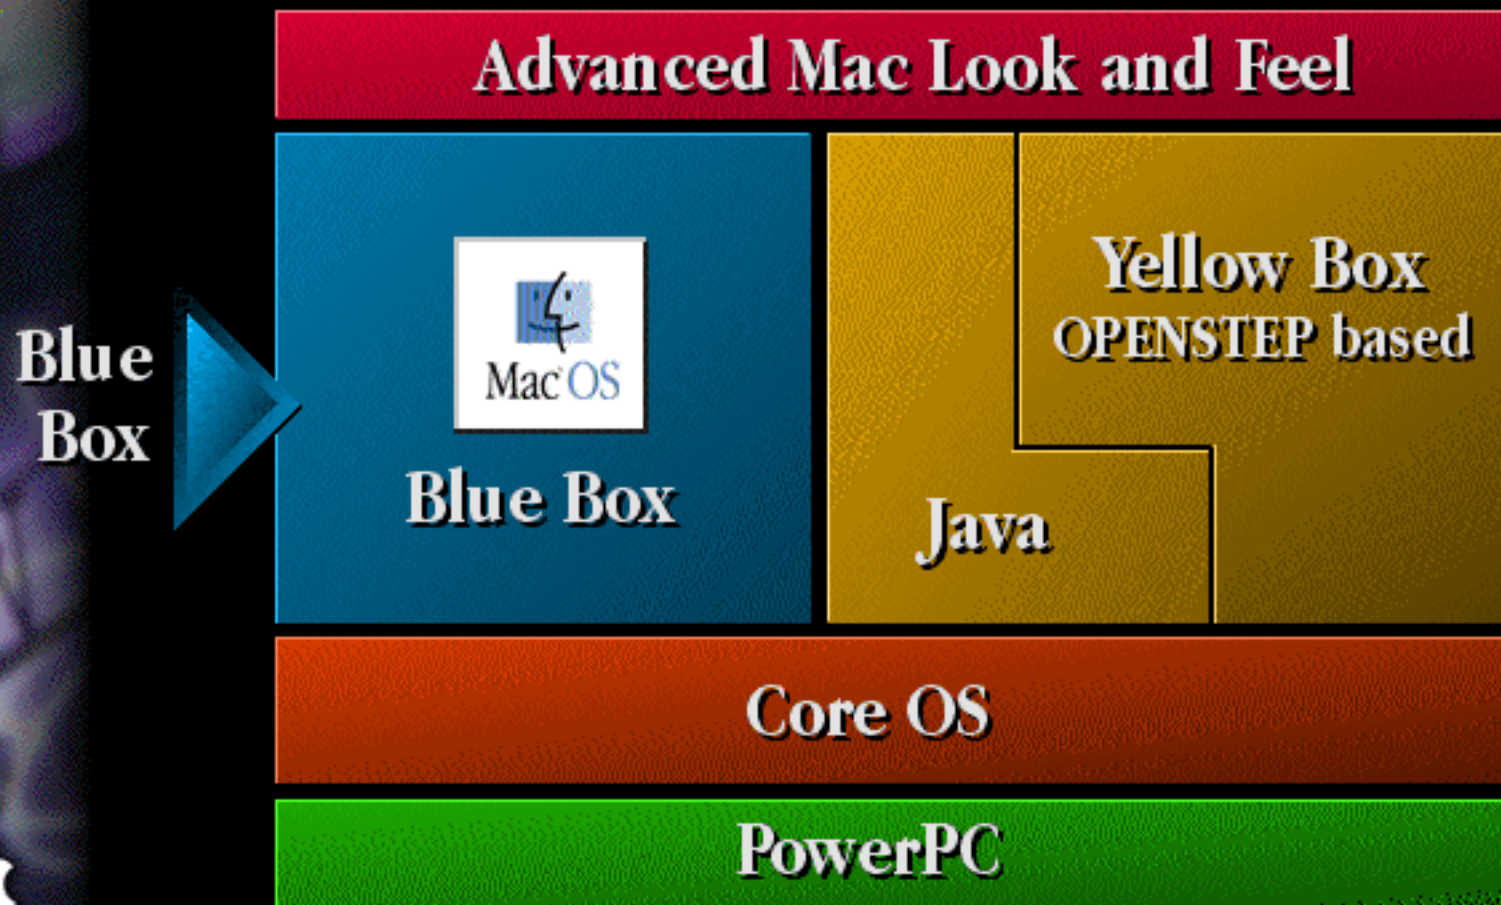 Advanced Mac Look and Feel
Blue
Box
Mac OS
Blue Box
Yellow Box
OPENSTEP based
Java
Core OS
PowerPC